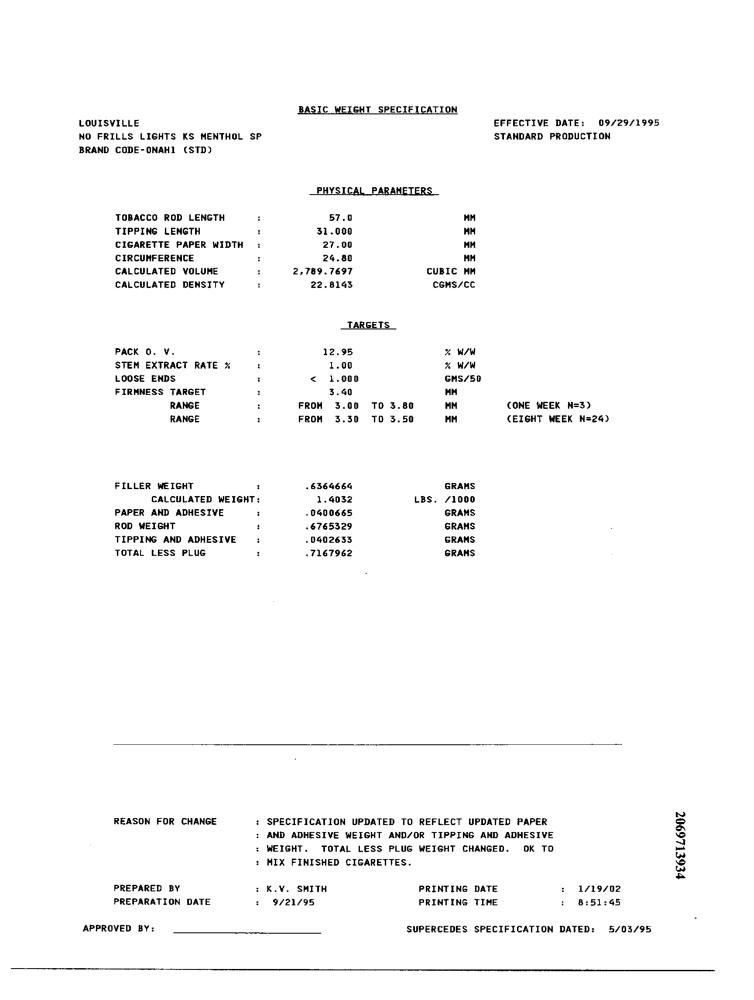 BASIC WEIGHT SPECIFICATION
LOUISVILLE EFFECTIVE DATE: 09/29/1995
NO FRILLS LIGHTS KS MENTHOL SP STANDARD PRODUCTION
BRAND CODE-ONAH1 (STD)
PHYSICAL PARAMETERS
TOBACCO ROD LENGTH : 57.0 MM
TIPPING LENGTH : 31.000 MM
CIGARETTE PAPER WIDTH : 27.00 MM
CIRCUMFERENCE : 24.80 MM
CALCULATED VOLUME : 2,789.7697 CUBIC MM
CALCULATED DENSITY : 22.8143 CGMS/CC
TARGETS
PACK O. V. : 12.95 % W/W
STEM EXTRACT RATE % : 1.00 % W/W
LOOSE ENDS : < 1.000 GMS/50
FIRMNESS TARGET : 3.40 MM
RANGE : FROM 3.00 TO 3.80 MM (ONE WEEK N=3)
RANGE : FROM 3.30 TO 3.50 MM (EIGHT WEEK N=24)
FILLER WEIGHT : .6364664 GRAMS
CALCULATED WEIGHT: 1.4032 LBS. /1000
PAPER AND ADHESIVE : .0400665 GRAMS
ROD WEIGHT : .6765329 GRAMS
TIPPING AND ADHESIVE : .0402633 GRAMS
TOTAL LESS PLUG : .7167962 GRAMS
REASON FOR CHANGE : SPECIFICATION UPDATED TO REFLECT UPDATED PAPER
: AND ADHESIVE WEIGHT AND/OR TIPPING AND ADHESIVE
: WEIGHT. TOTAL LESS PLUG WEIGHT CHANGED. OK TO
: MIX FINISHED CIGARETTES.
PREPARED BY : K.V. SMITH PRINTING DATE : 1/19/02
PREPARATION DATE : 9/21/95 PRINTING TIME : 8:51:45
APPROVED BY: SUPERCEDES SPECIFICATION DATED: 5/03/95
2069713934